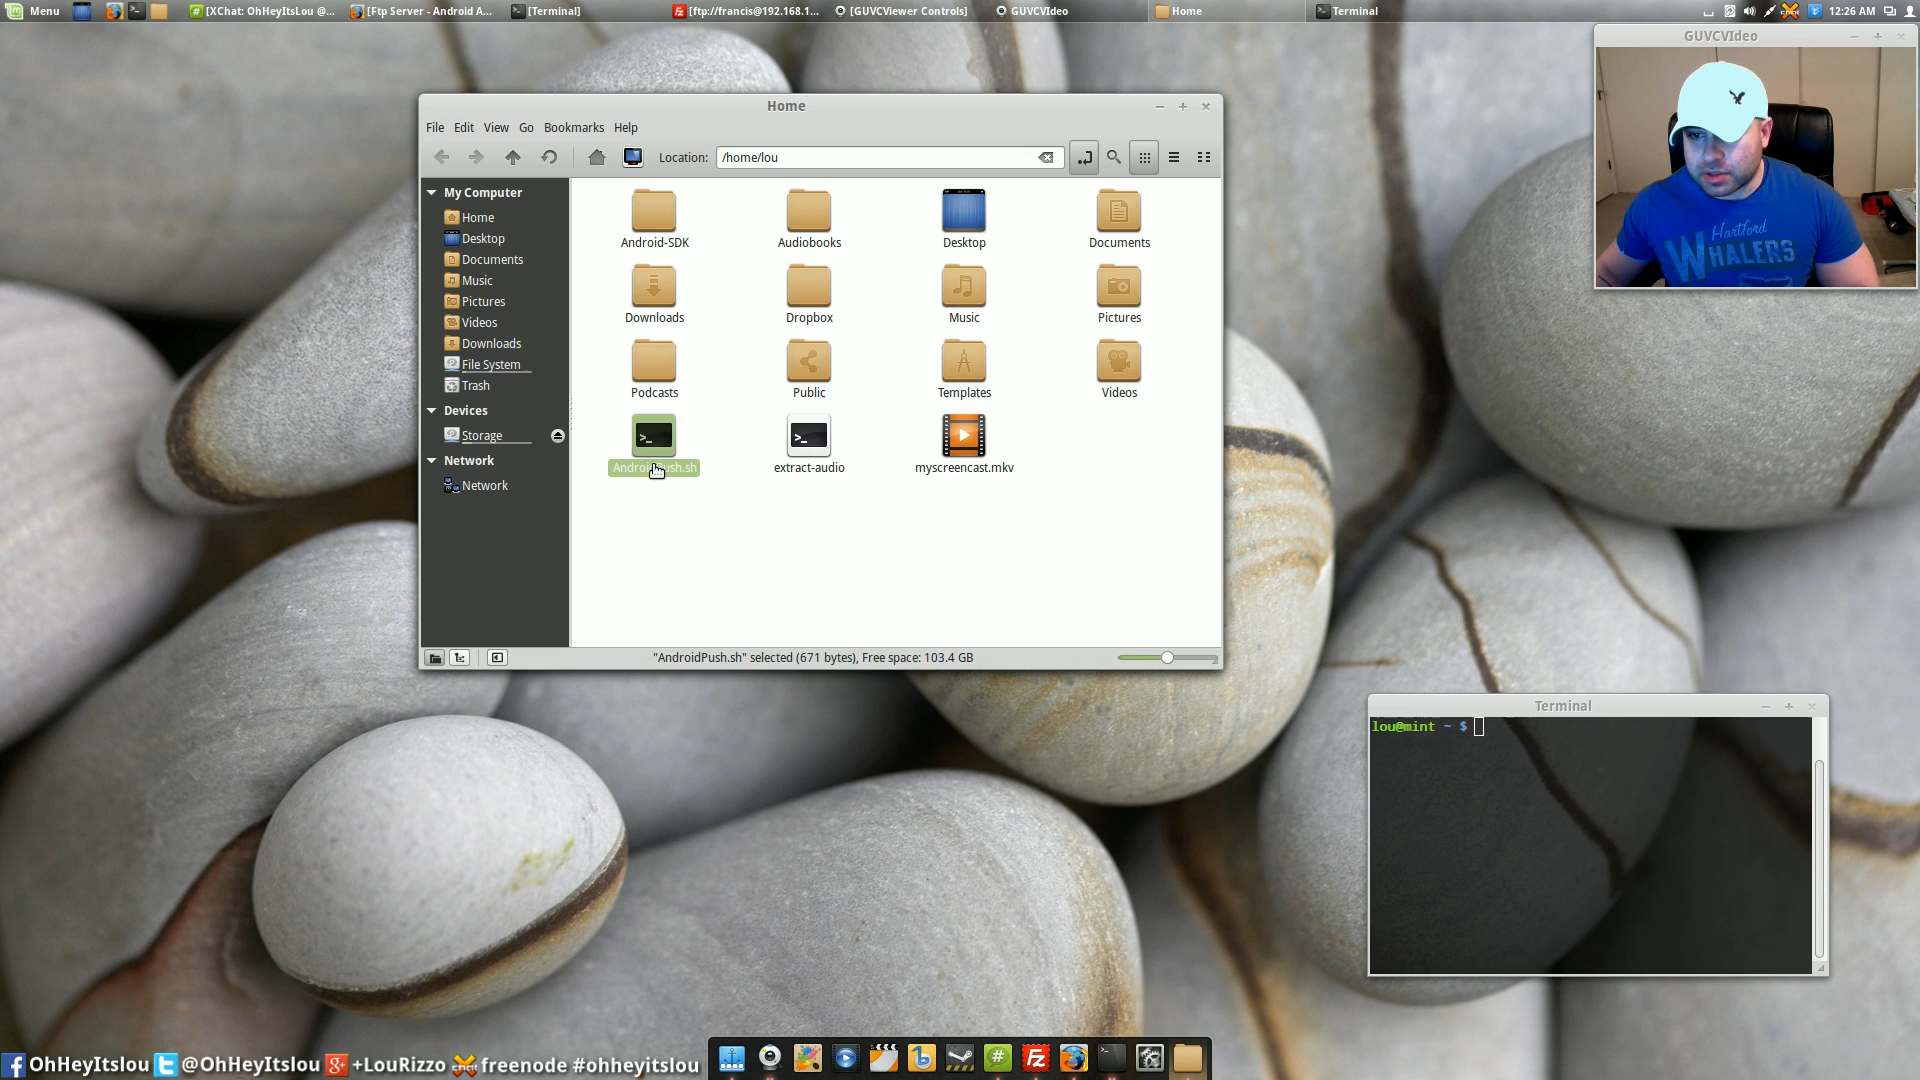 Menu
[XChat: OhHeyItsLou @...
[Ftp Server - Android A...
[Terminal]
[ftp://francis@192.168.1...
[GUVCViewer Controls]
GUVCVIdeo
Home
Terminal
12:26 AM
GUVCVIdeo
Hartford
WHALERS
Home
File Edit View Go Bookmarks Help
Location: /home/lou
My Computer
Home
Desktop
Documents
Music
Pictures
Videos
Downloads
File System
Trash
Devices
Storage
Network
Network
Android-SDK Audiobooks Desktop Documents
Downloads Dropbox Music Pictures
Podcasts Public Templates Videos
AndroidPush.sh extract-audio myscreencast.mkv
"AndroidPush.sh" selected (671 bytes), Free space: 103.4 GB
Terminal
lou@mint ~ $
OhHeyItslou @OhHeyItslou +LouRizzo freenode #ohheyitslou